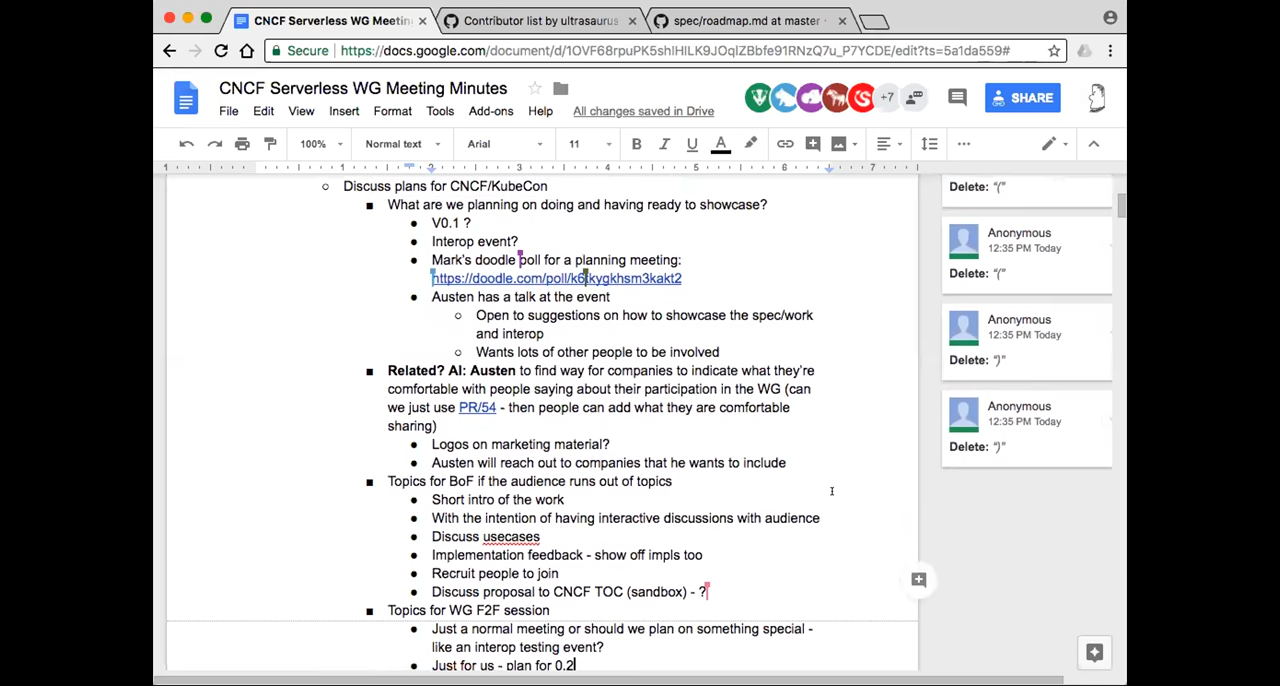 CNCF Serverless WG Meetin
Contributor list by ultrasaurus
spec/roadmap.md at master
Secure
https://docs.google.com/document/d/1OVF68rpuPK5shIHILK9JOqlZBbfe91RNzQ7u_P7YCDE/edit?ts=5a1da559#
CNCF Serverless WG Meeting Minutes
+7
SHARE
File Edit View Insert Format Tools Add-ons Help All changes saved in Drive
100% Normal text Arial 11 B I U A
1 1 2 3 4 5 6 7
Discuss plans for CNCF/KubeCon
What are we planning on doing and having ready to showcase?
V0.1 ?
Interop event?
Mark's doodle poll for a planning meeting:
https://doodle.com/poll/k6tkygkhsm3kakt2
Austen has a talk at the event
Open to suggestions on how to showcase the spec/work
and interop
Wants lots of other people to be involved
Related? AI: Austen to find way for companies to indicate what they're
comfortable with people saying about their participation in the WG (can
we just use PR/54 - then people can add what they are comfortable
sharing)
Logos on marketing material?
Austen will reach out to companies that he wants to include
Topics for BoF if the audience runs out of topics
Short intro of the work
With the intention of having interactive discussions with audience
Discuss usecases
Implementation feedback - show off impls too
Recruit people to join
Discuss proposal to CNCF TOC (sandbox) - ?
Topics for WG F2F session
Just a normal meeting or should we plan on something special -
like an interop testing event?
Just for us - plan for 0.2
Delete: "("
Anonymous
12:35 PM Today
Delete: "("
Anonymous
12:35 PM Today
Delete: ")"
Anonymous
12:35 PM Today
Delete: ")"